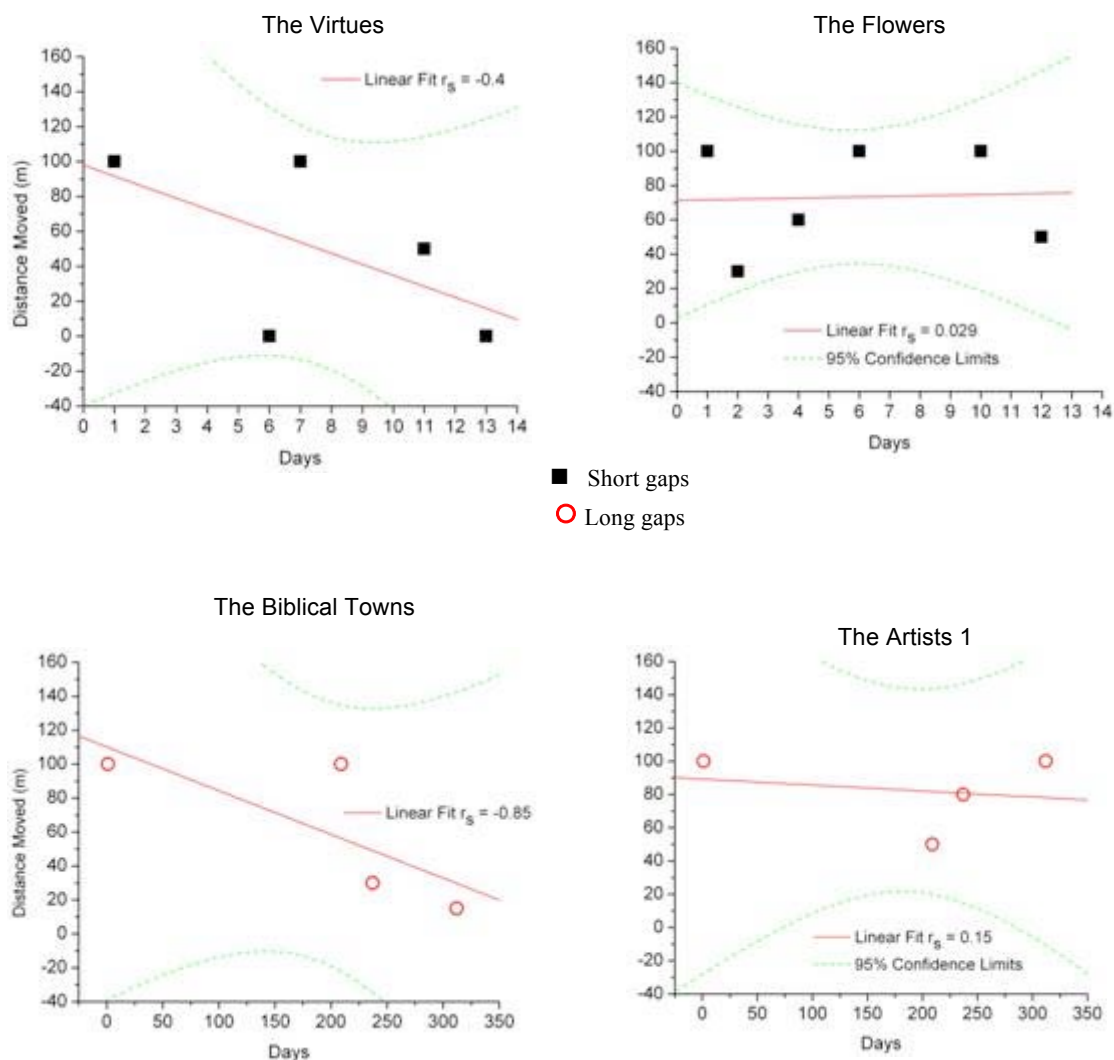 The Virtues
160
140
120
100
80
60
40
20
0
-20
-40
Distance Moved (m)
Linear Fit rs = -0.4
0 1 2 3 4 5 6 7 8 9 10 11 12 13 14
Days
The Flowers
160
140
120
100
80
60
40
20
0
-20
-40
Linear Fit rs = 0.029
95% Confidence Limits
0 1 2 3 4 5 6 7 8 9 10 11 12 13 14
Days
Short gaps
Long gaps
The Biblical Towns
160
140
120
100
80
60
40
20
0
-20
-40
Distance Moved (m)
Linear Fit rs = -0.85
0 50 100 150 200 250 300 350
Days
The Artists 1
160
140
120
100
80
60
40
20
0
-20
-40
Linear Fit rs = 0.15
95% Confidence Limits
0 50 100 150 200 250 300 350
Days